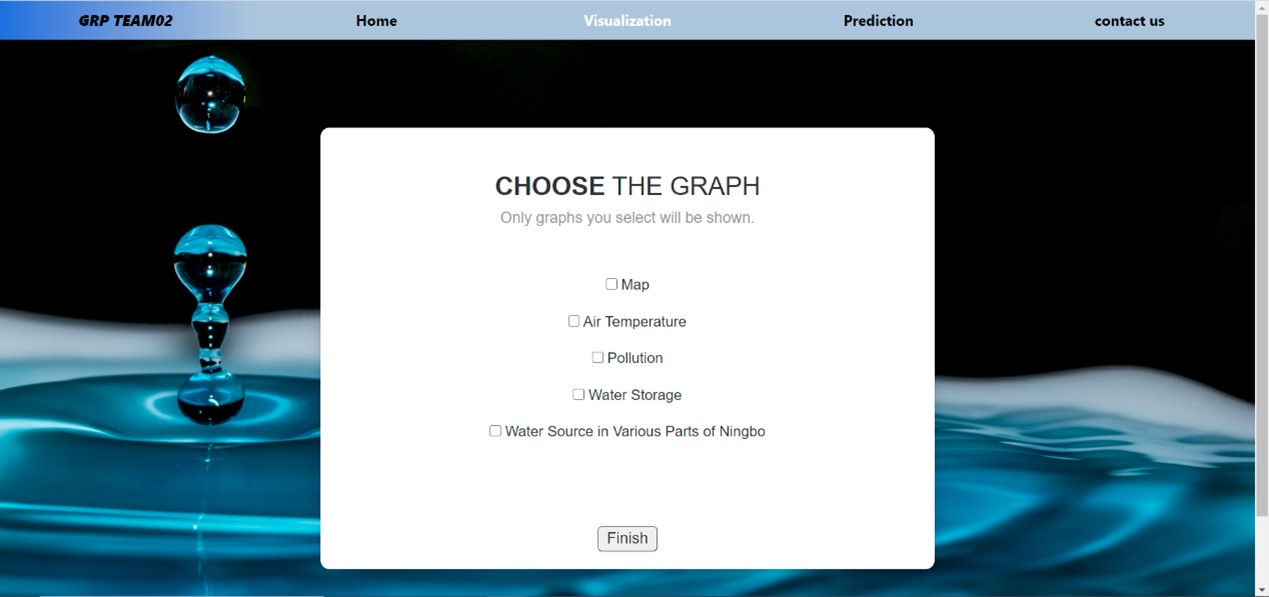 GRP TEAM02 Home Visualization Prediction contact us
CHOOSE THE GRAPH
Only graphs you select will be shown.
Map
Air Temperature
Pollution
Water Storage
Water Source in Various Parts of Ningbo
Finish